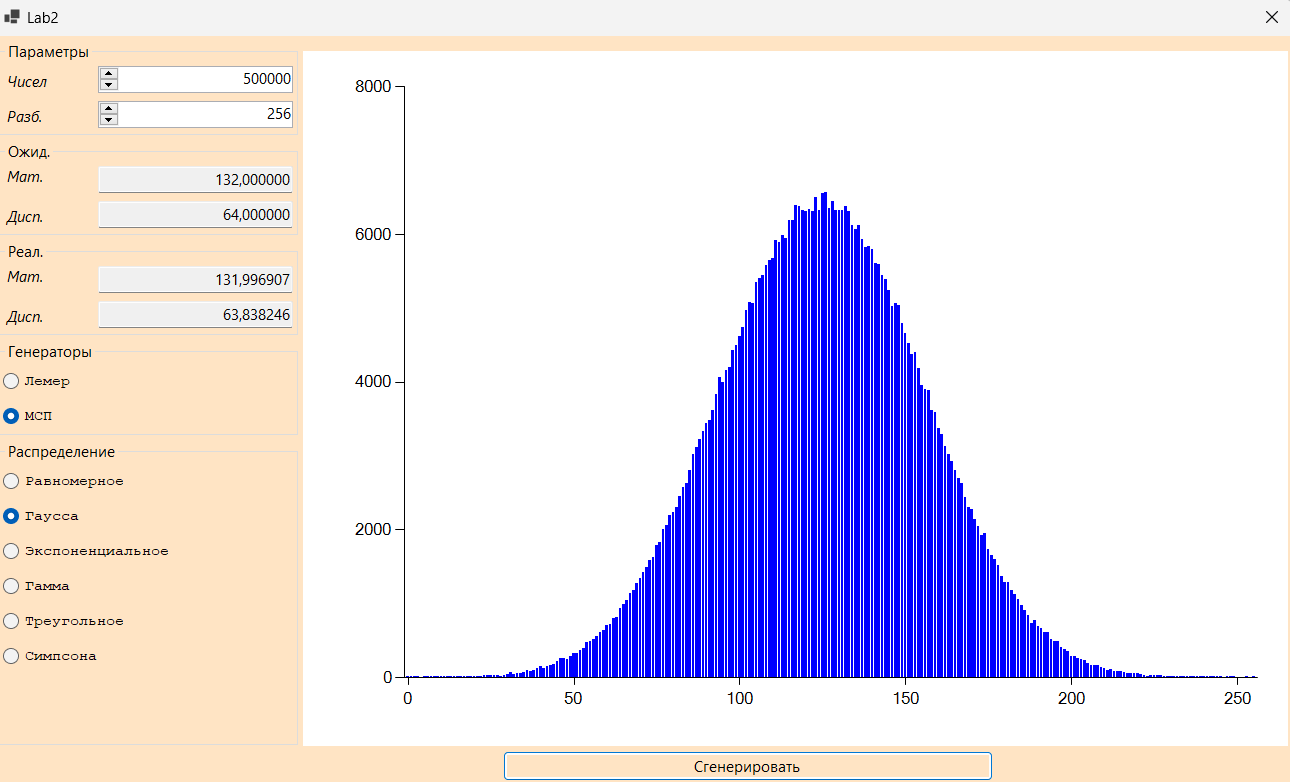 Lab2
Параметры
Чисел 500000
Разб. 256
Ожид.
Мат. 132,000000
Дисп. 64,000000
Реал.
Мат. 131,996907
Дисп. 63,838246
Генераторы
Лемер
МСП
Распределение
Равномерное
Гаусса
Экспоненциальное
Гамма
Треугольное
Симпсона
8000
6000
4000
2000
0
0 50 100 150 200 250
Сгенерировать